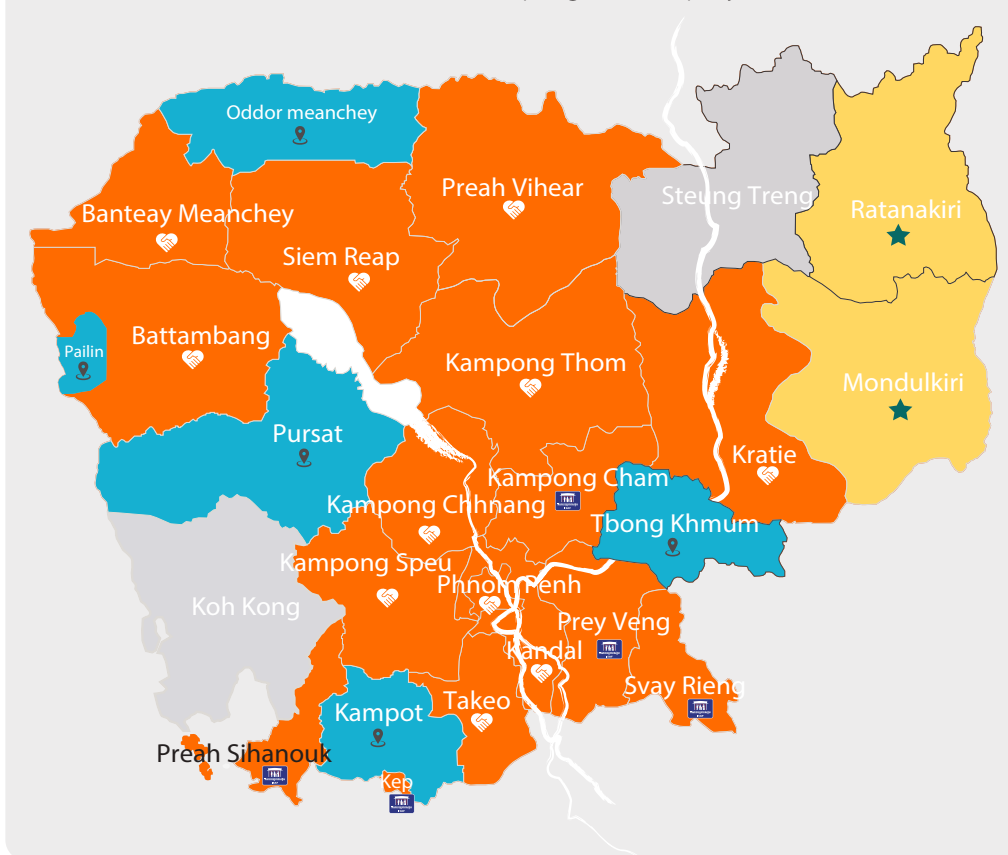 Oddor meanchey
Preah Vihear
Steung Treng
Ratanakiri
Banteay Meanchey
Siem Reap
Battambang
Pailin
Kampong Thom
Mondulkiri
Pursat
Kratie
Kampong Cham
Kampong Chhnang
Tbong Khmum
Kampong Speu
Phnom Penh
Koh Kong
Prey Veng
Kandal
Svay Rieng
Takeo
Kampot
Preah Sihanouk
Kep